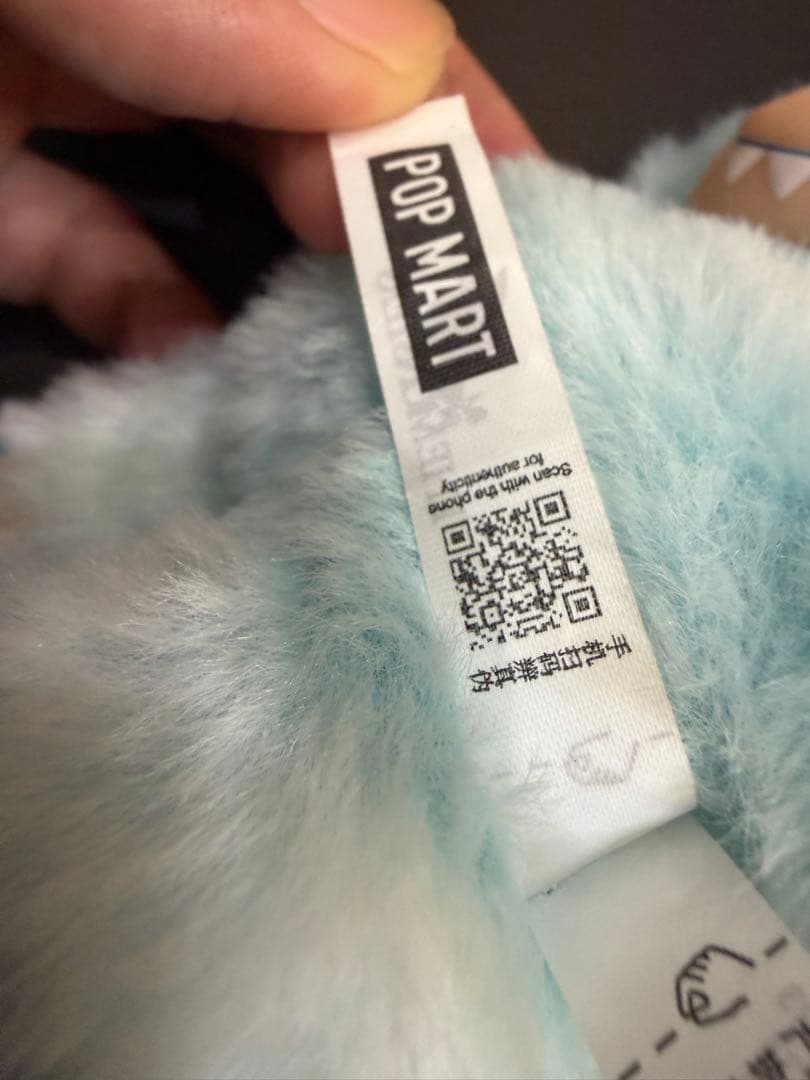 POP MART
Scan with the phone
for authenticity
手机扫码辨真伪